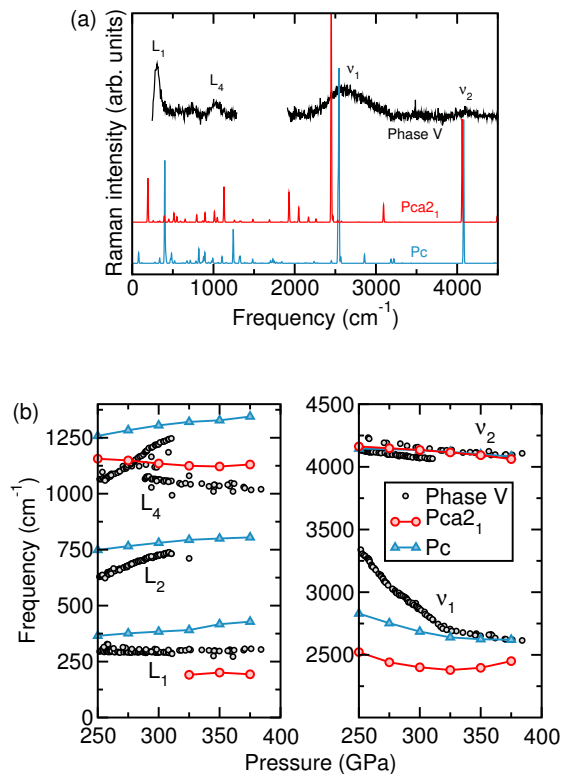 (a)
Raman intensity (arb. units)
L1
L4
ν1
ν2
Phase V
Pca21
Pc
0 1000 2000 3000 4000
Frequency (cm-1)
(b)
Frequency (cm-1)
1250
1000
750
500
250
0
L4
L2
L1
250 300 350 400
4500
4000
3500
3000
2500
ν2
Phase V
Pca21
Pc
ν1
250 300 350 400
Pressure (GPa)